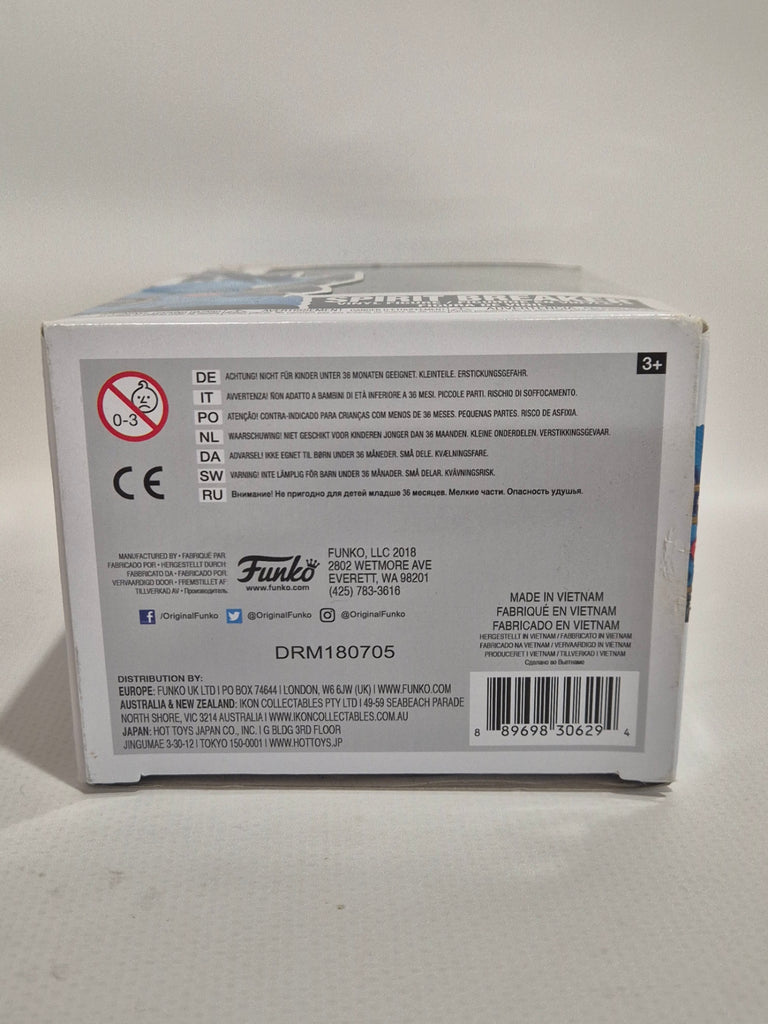 SPIRIT BREAKER
3+
0-3
DE ACHTUNG! NICHT FÜR KINDER UNTER 36 MONATEN GEEIGNET. KLEINTEILE. ERSTICKUNGSGEFAHR.
IT AVVERTENZA! ÑON ADATTO A BAMBINI DI ETÀ INFERIORE A 36 MESI. PICCOLE PARTI. RISCHIO DI SOFFOCAMENTO.
PO ATENÇÃO! CONTRA-INDICADO PARA CRIANÇAS COM MENOS DE 36 MESES. PEQUENAS PARTES. RISCO DE ASFIXIA.
NL WAARSCHUWING! NIET GESCHIKT VOOR KINDEREN JONGER DAN 36 MAANDEN. KLEINE ONDERDELEN. VERSTIKKINGSGEVAAR.
DA ADVARSEL! IKKE EGNET TIL BØRN UNDER 36 MÅNEDER. SMÅ DELE. KVÆLNINGSFARE.
SW VARNING! INTE LÄMPLIG FÖR BARN UNDER 36 MÅNADER. SMÅ DELAR. KVÄVNINGSRISK.
RU Внимание! Не пригодно для детей младше 36 месяцев. Мелкие части. Опасность удушья.
CE
MANUFACTURED BY • FABRIQUÉ PAR
FABRICADO POR • HERGESTELLT DURCH:
FABBRICATO DA • FABRICADO POR:
VERVAARDIGD DOOR • FREMSTILLET AF:
TILLVERKAD AV • Производитель:
Funko
www.funko.com
FUNKO, LLC 2018
2802 WETMORE AVE
EVERETT, WA 98201
(425) 783-3616
/OriginalFunko @OriginalFunko @OriginalFunko
DRM180705
MADE IN VIETNAM
FABRIQUÉ EN VIETNAM
FABRICADO EN VIETNAM
HERGESTELLT IN VIETNAM / FABBRICATO IN VIETNAM
FABRICADO NA VIETNAM / VERVAARDIGD IN VIËTNAM
PRODUCERET I VIETNAM / TILLVERKAD I VIETNAM
Сделано во Вьетнаме
DISTRIBUTION BY:
EUROPE: FUNKO UK LTD I PO BOX 74644 I LONDON, W6 6JW (UK) I WWW.FUNKO.COM
AUSTRALIA & NEW ZEALAND: IKON COLLECTABLES PTY LTD I 49-59 SEABEACH PARADE
NORTH SHORE, VIC 3214 AUSTRALIA I WWW.IKONCOLLECTABLES.COM.AU
JAPAN: HOT TOYS JAPAN CO., INC. I G BLDG 3RD FLOOR
JINGUMAE 3-30-12 I TOKYO 150-0001 I WWW.HOTTOYS.JP
8 89698 30629 4